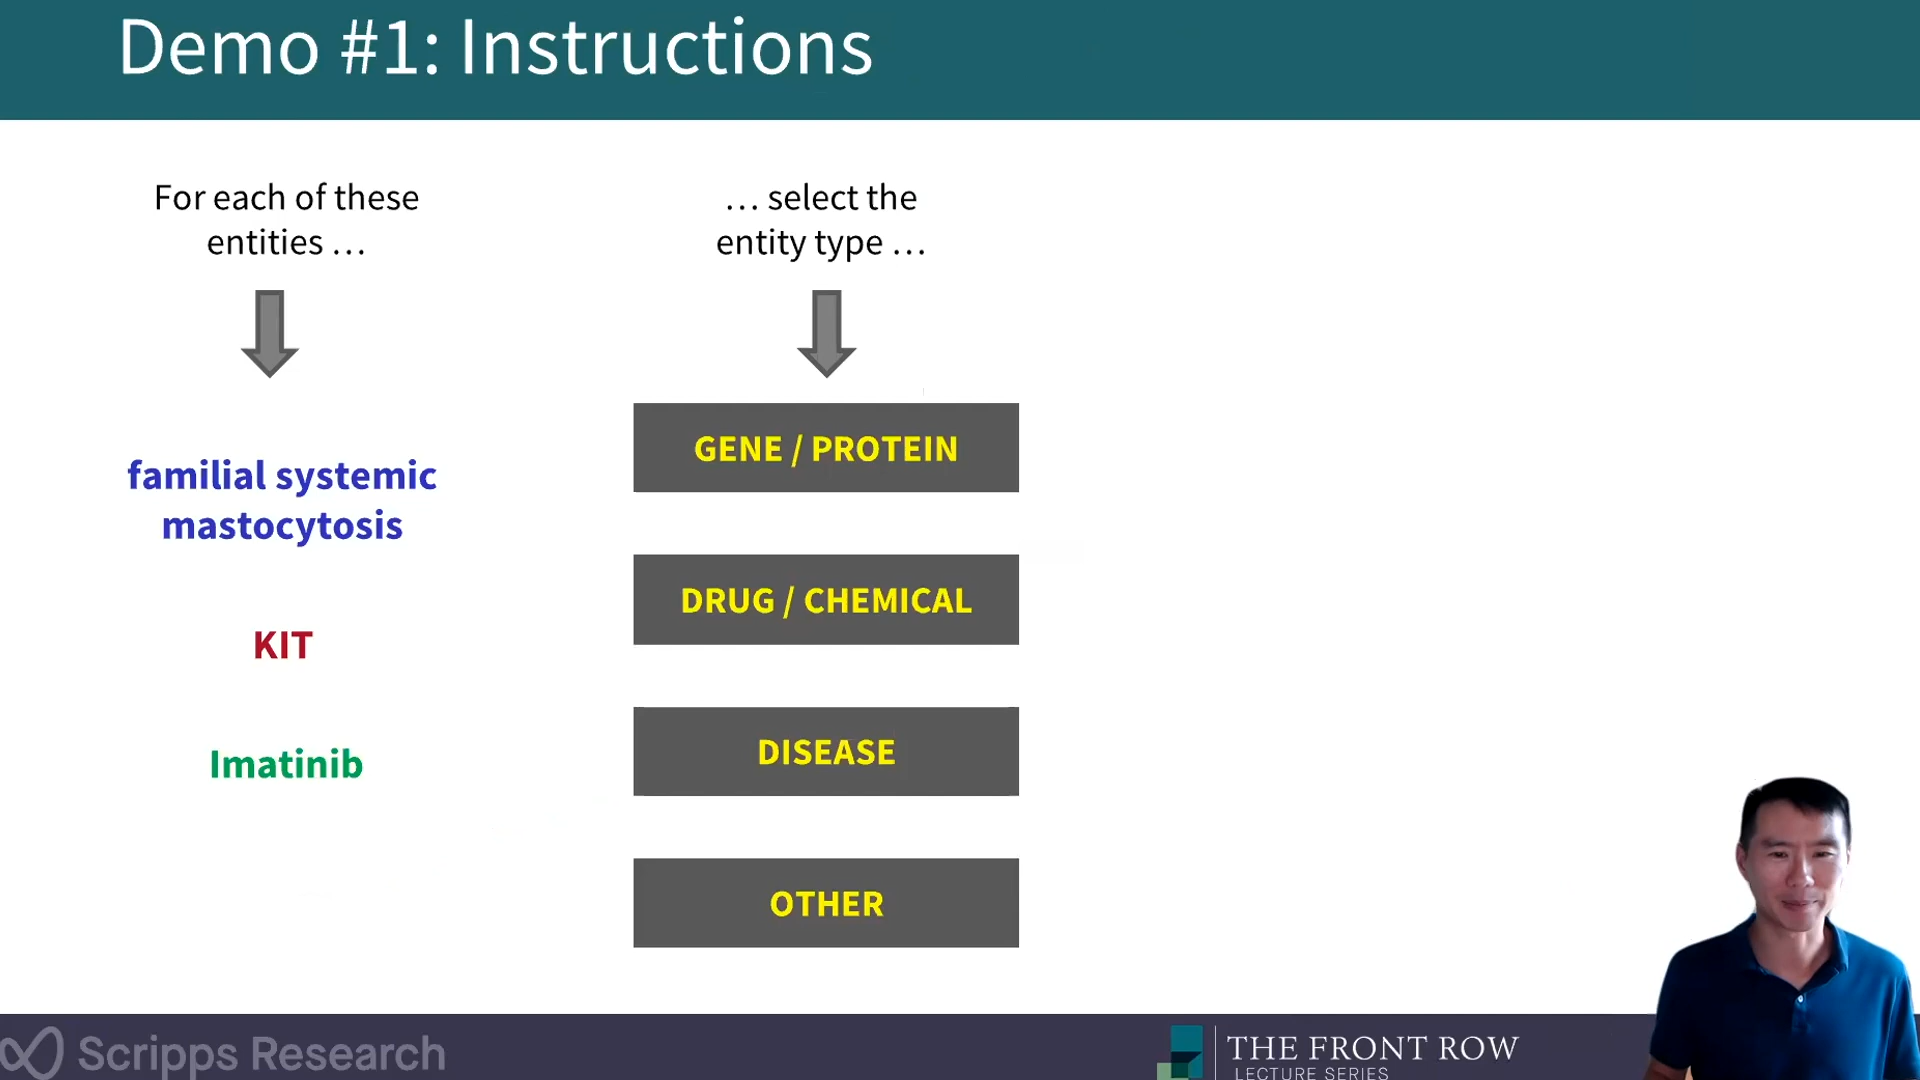 Demo #1: Instructions
For each of these
entities …
… select the
entity type …
familial systemic
mastocytosis
KIT
Imatinib
GENE / PROTEIN
DRUG / CHEMICAL
DISEASE
OTHER
Scripps Research
THE FRONT ROW
LECTURE SERIES